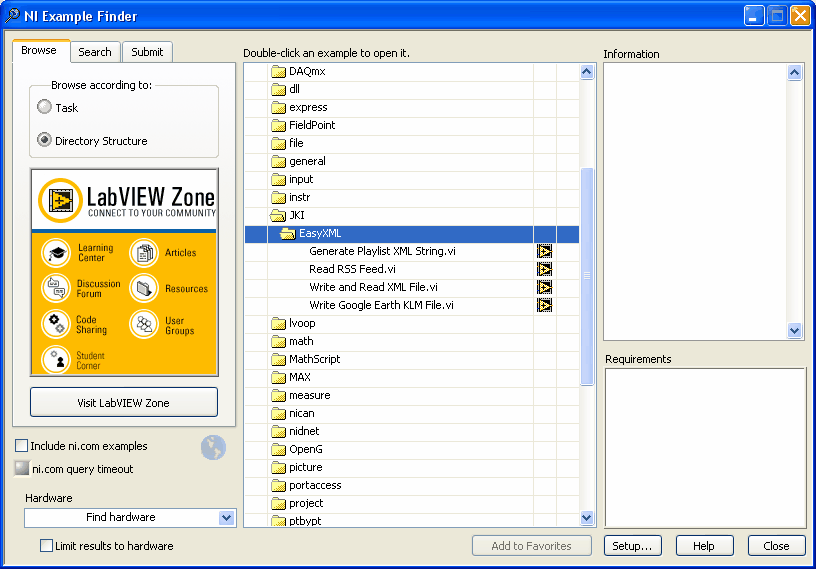 NI Example Finder
Browse
Search
Submit
Browse according to:
Task
Directory Structure
LabVIEW Zone
CONNECT TO YOUR COMMUNITY
Learning Center
Articles
Discussion Forum
Resources
Code Sharing
User Groups
Student Corner
Visit LabVIEW Zone
Include ni.com examples
ni.com query timeout
Hardware
Find hardware
Limit results to hardware
Double-click an example to open it.
DAQmx
dll
express
FieldPoint
file
general
input
instr
JKI
EasyXML
Generate Playlist XML String.vi
Read RSS Feed.vi
Write and Read XML File.vi
Write Google Earth KLM File.vi
lvoop
math
MathScript
MAX
measure
nican
nidnet
OpenG
picture
portaccess
project
ptbypt
Information
Requirements
Add to Favorites
Setup...
Help
Close